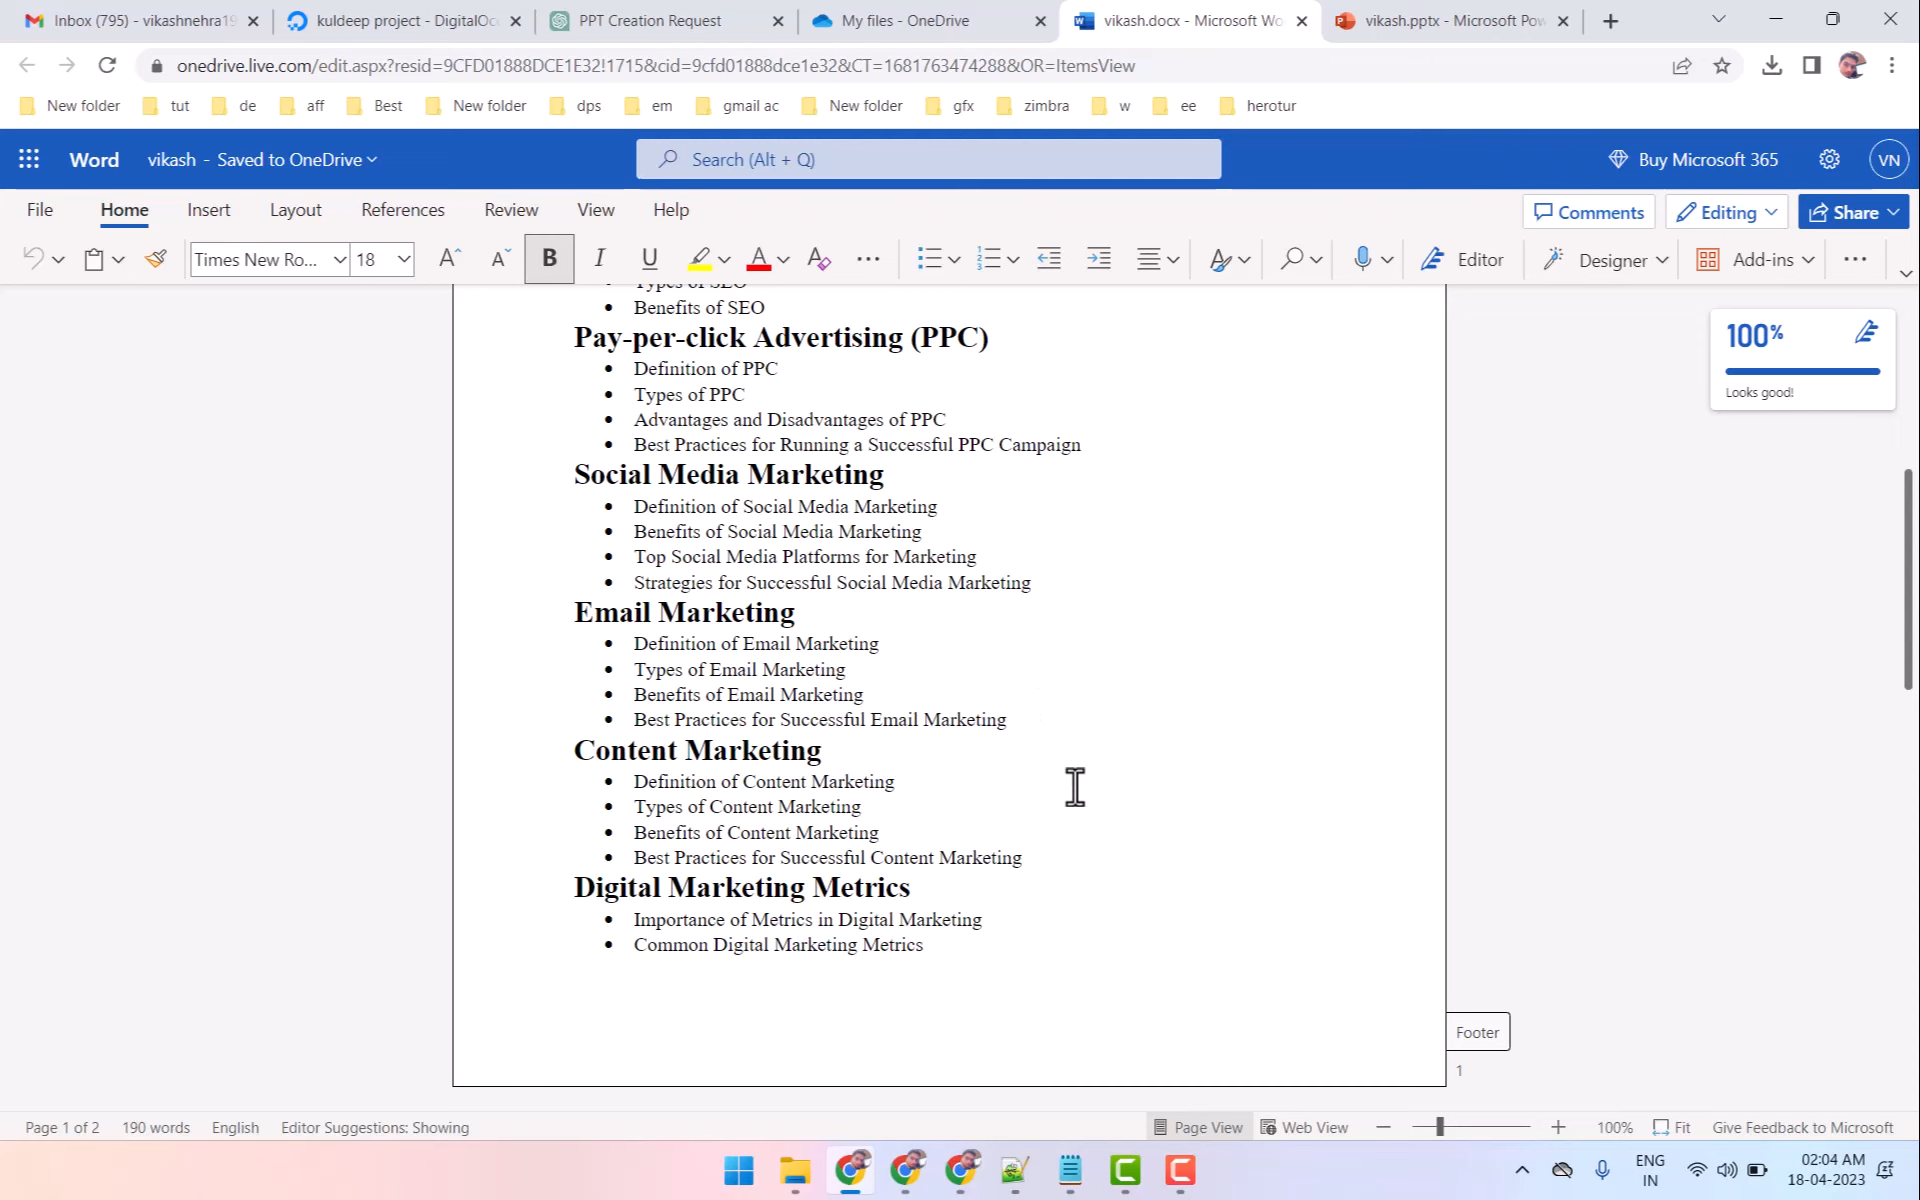 Inbox (795) - vikashnehra19
kuldeep project - DigitalOc
PPT Creation Request
My files - OneDrive
vikash.docx - Microsoft Wo
vikash.pptx - Microsoft Pow
onedrive.live.com/edit.aspx?resid=9CFD01888DCE1E32!1715&cid=9cfd01888dce1e32&CT=1681763474288&OR=ItemsView
New folder tut de aff Best New folder dps em gmail ac New folder gfx zimbra w ee herotur
Word vikash - Saved to OneDrive Search (Alt + Q) Buy Microsoft 365 VN
File Home Insert Layout References Review View Help Comments Editing Share
Times New Ro... 18 A A B I U A A Editor Designer Add-ins
Types of SEO
Benefits of SEO
Pay-per-click Advertising (PPC)
Definition of PPC
Types of PPC
Advantages and Disadvantages of PPC
Best Practices for Running a Successful PPC Campaign
Social Media Marketing
Definition of Social Media Marketing
Benefits of Social Media Marketing
Top Social Media Platforms for Marketing
Strategies for Successful Social Media Marketing
Email Marketing
Definition of Email Marketing
Types of Email Marketing
Benefits of Email Marketing
Best Practices for Successful Email Marketing
Content Marketing
Definition of Content Marketing
Types of Content Marketing
Benefits of Content Marketing
Best Practices for Successful Content Marketing
Digital Marketing Metrics
Importance of Metrics in Digital Marketing
Common Digital Marketing Metrics
100%
Looks good!
Footer
1
Page 1 of 2 190 words English Editor Suggestions: Showing Page View Web View 100% Fit Give Feedback to Microsoft
ENG
IN
02:04 AM
18-04-2023